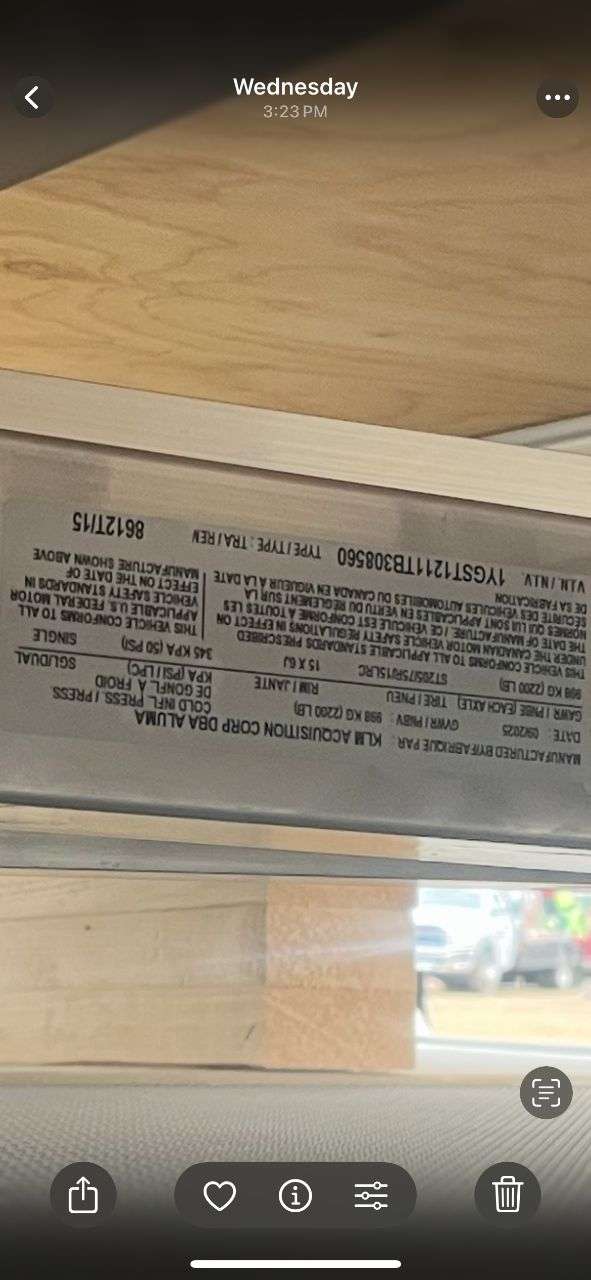 Wednesday
3:23 PM
MANUFACTURED BY/FABRIQUÉ PAR : KLM ACQUISITION CORP DBA ALUMA
DATE : 09/2025 GVWR / PNBV : 998 KG (2200 LB)
COLD INFL. PRESS. / PRESS.
DE GONFL. À FROID
GAWR / PNBE (EACH AXLE) TIRE / PNEU RIM / JANTE KPA (PSI / LPC) SGL/DUAL
998 KG (2200 LB) ST205/75R15LRC 15 X 6J 345 KPA (50 PSI) SINGLE
THIS VEHICLE CONFORMS TO ALL APPLICABLE STANDARDS PRESCRIBED
UNDER THE CANADIAN MOTOR VEHICLE SAFETY REGULATIONS IN EFFECT ON
THE DATE OF MANUFACTURE. / CE VÉHICULE EST CONFORME À TOUTES LES
NORMES QUI LUI SONT APPLICABLES EN VERTU DU RÈGLEMENT SUR LA
SÉCURITÉ DES VÉHICULES AUTOMOBILES DU CANADA EN VIGUEUR À LA DATE
DE SA FABRICATION
THIS VEHICLE CONFORMS TO ALL
APPLICABLE U.S. FEDERAL MOTOR
VEHICLE SAFETY STANDARDS IN
EFFECT ON THE DATE OF
MANUFACTURE SHOWN ABOVE
V.I.N. / N.I.V. 1YGST1211TB308560 TYPE / TYPE : TRA / REM 8612T/15